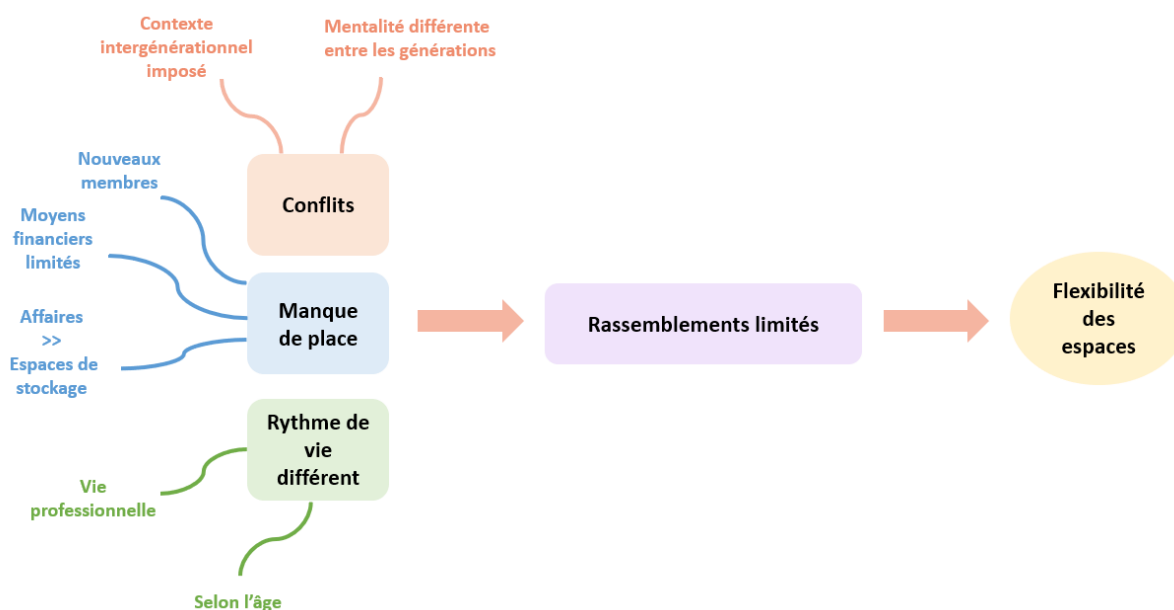 Contexte
intergénérationnel
imposé
Mentalité différente
entre les générations
Nouveaux
membres
Conflits
Moyens
financiers
limités
Manque
de place
Affaires
>>
Espaces de
stockage
Rassemblements limités
Flexibilité
des
espaces
Rythme de
vie
différent
Vie
professionnelle
Selon l’âge